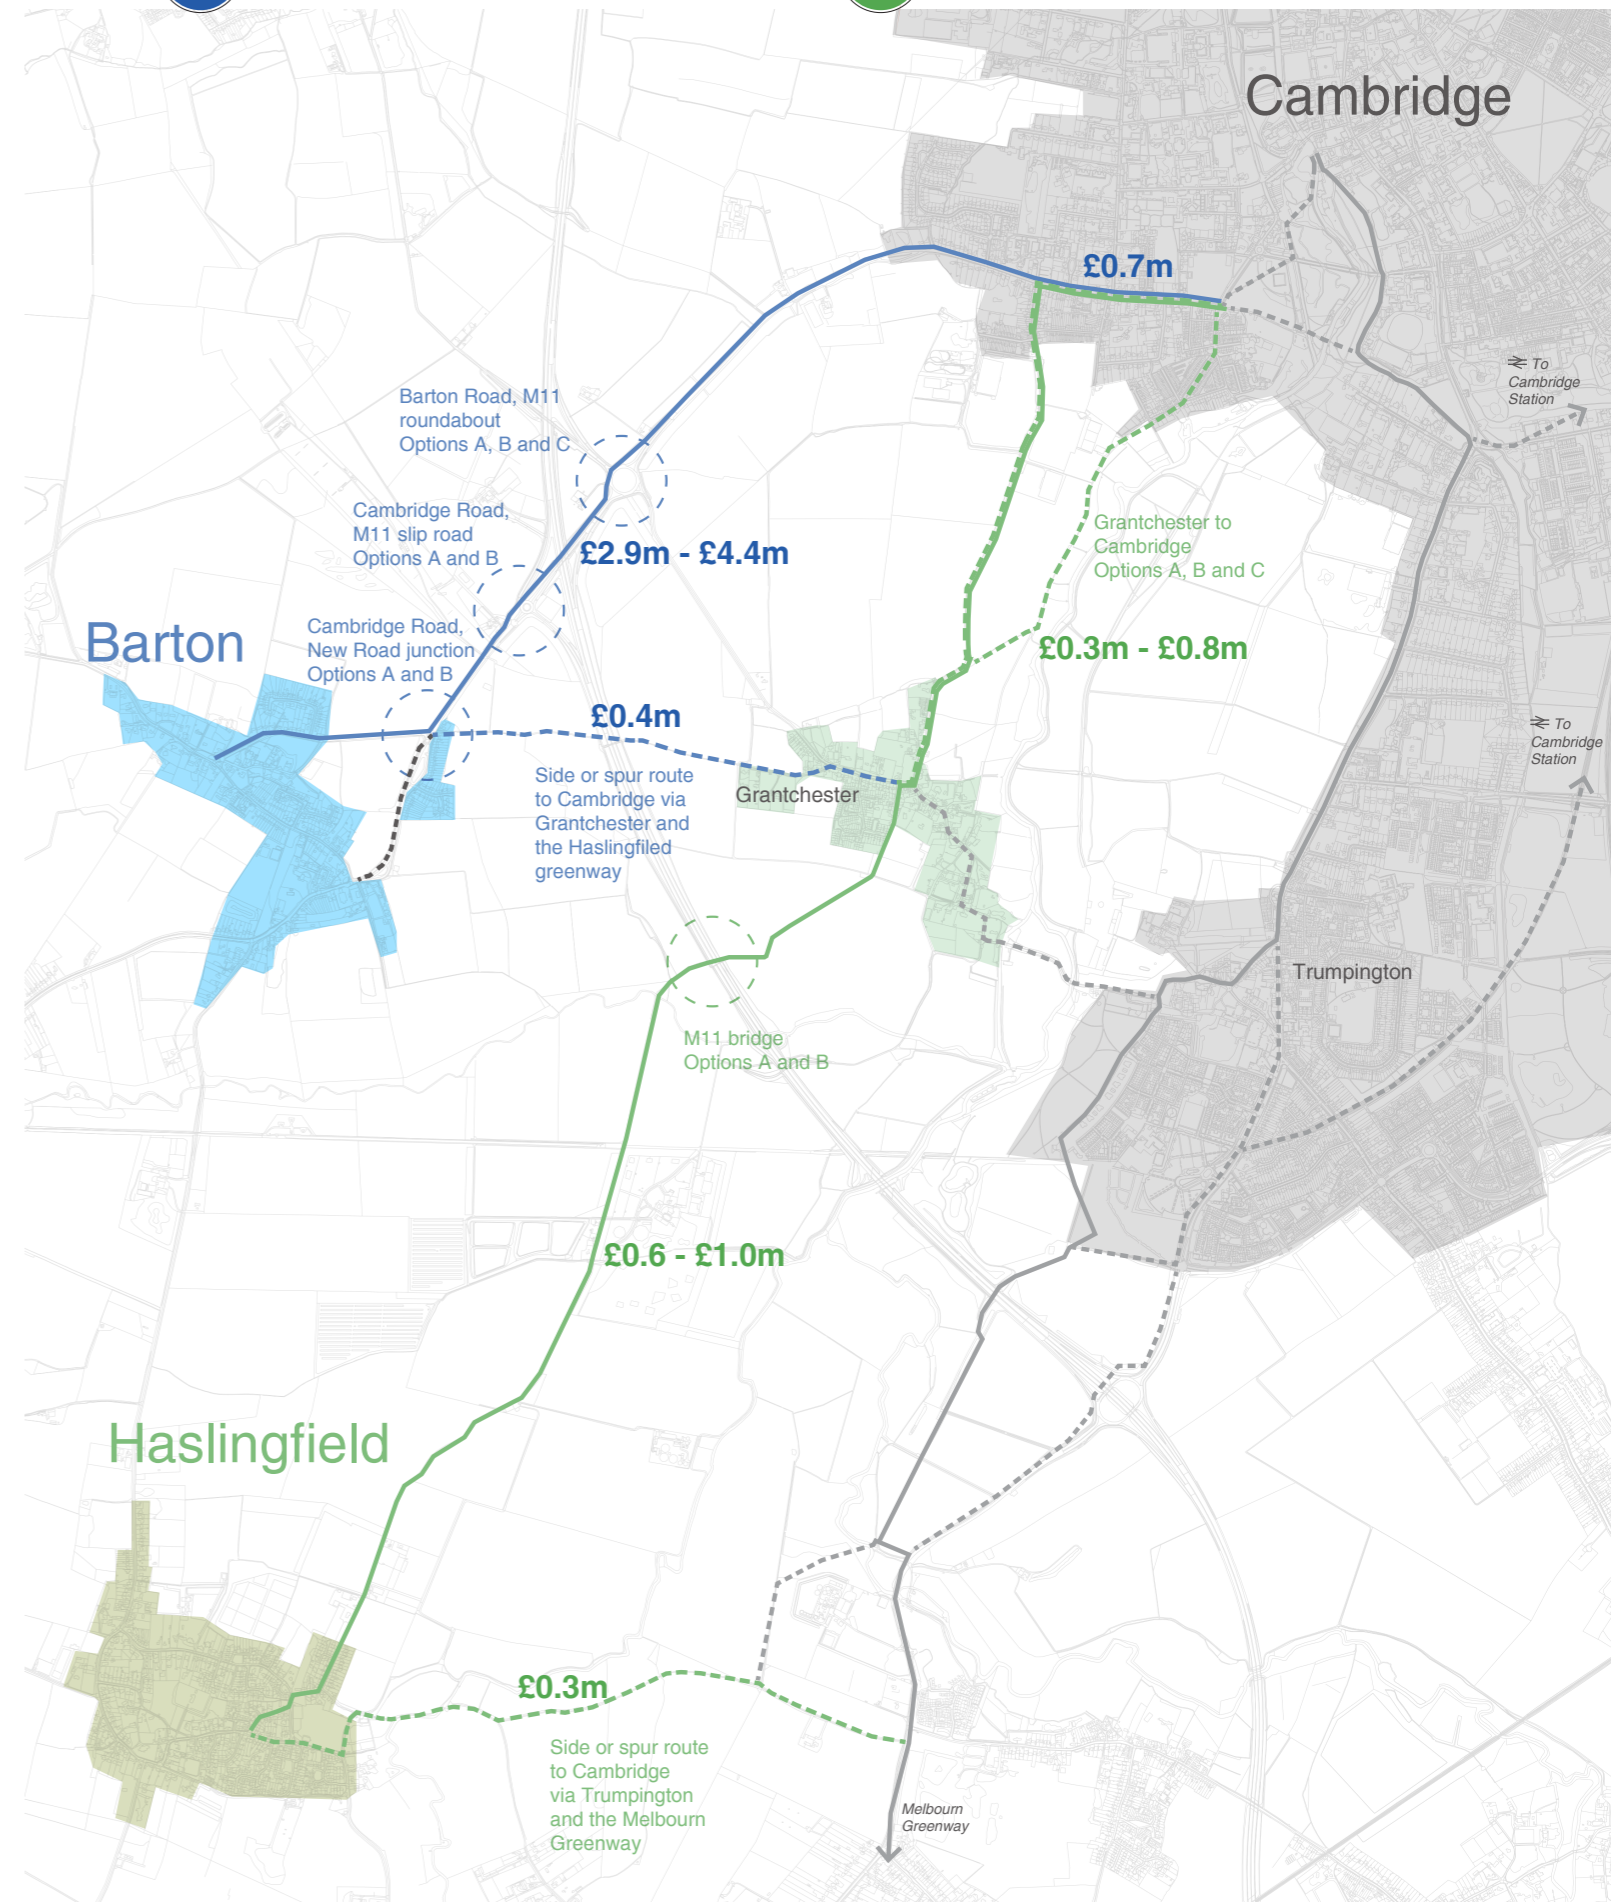 Cambridge
£0.7m
To
Cambridge
Station
Barton Road, M11
roundabout
Options A, B and C
Cambridge Road,
M11 slip road
Options A and B
£2.9m - £4.4m
Grantchester to
Cambridge
Options A, B and C
Barton
Cambridge Road,
New Road junction
Options A and B
£0.3m - £0.8m
£0.4m
To
Cambridge
Station
Side or spur route
to Cambridge via
Grantchester and
the Haslingfiled
greenway
Grantchester
Trumpington
M11 bridge
Options A and B
£0.6 - £1.0m
Haslingfield
£0.3m
Side or spur route
to Cambridge
via Trumpington
and the Melbourn
Greenway
Melbourn
Greenway